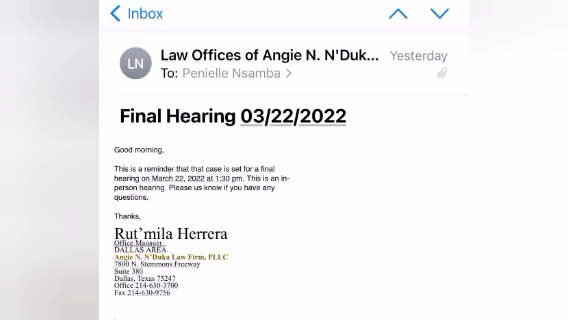 Inbox
LN
Law Offices of Angie N. N'Duk...
Yesterday
To: Penielle Nsamba
Final Hearing 03/22/2022
Good morning,
This is a reminder that that case is set for a final
hearing on March 22, 2022 at 1:30 pm. This is an in-
person hearing. Please us know if you have any
questions.
Thanks,
Rut'mila Herrera
Office Manager
DALLAS AREA
Angie N. N'Duka Law Firm, PLLC
7800 N. Stemmons Freeway
Suite 380
Dallas, Texas 75247
Office 214-630-3700
Fax 214-630-9756